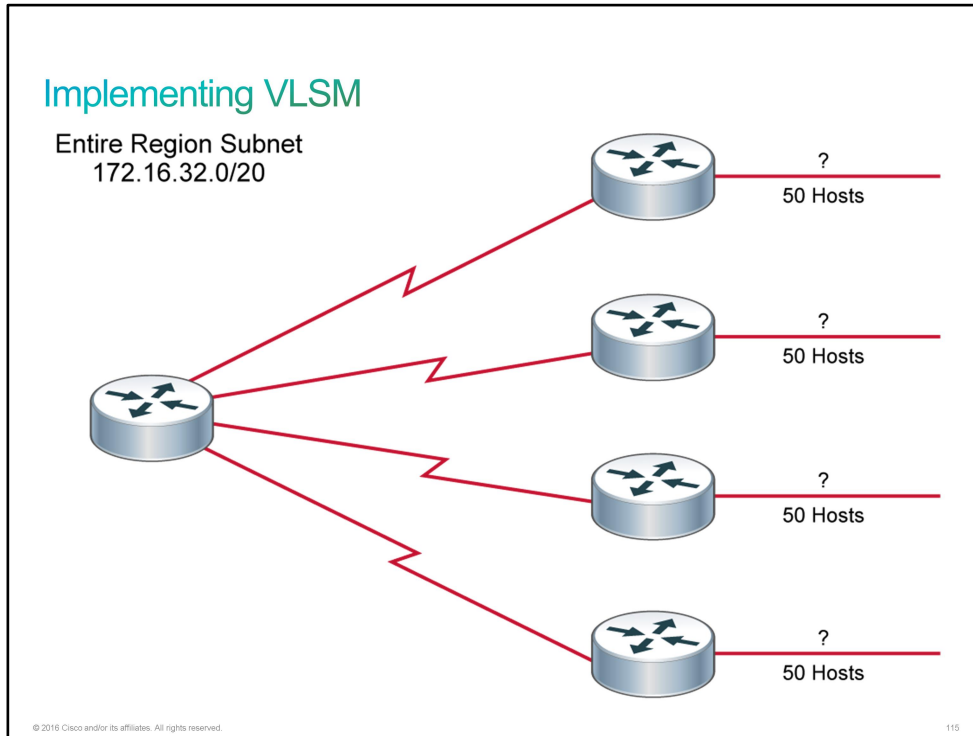 Implementing VLSM
Entire Region Subnet
172.16.32.0/20
?
50 Hosts
?
50 Hosts
?
50 Hosts
?
50 Hosts
© 2016 Cisco and/or its affiliates. All rights reserved.
115